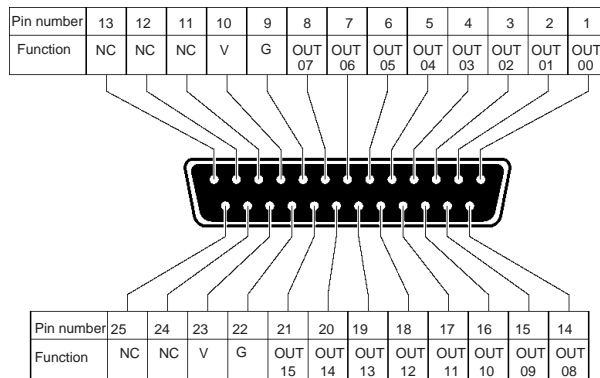 Pin number 13 12 11 10 9 8 7 6 5 4 3 2 1
Function NC NC NC V G OUT 07 OUT 06 OUT 05 OUT 04 OUT 03 OUT 02 OUT 01 OUT 00
Pin number 25 24 23 22 21 20 19 18 17 16 15 14
Function NC NC V G OUT 15 OUT 14 OUT 13 OUT 12 OUT 11 OUT 10 OUT 09 OUT 08